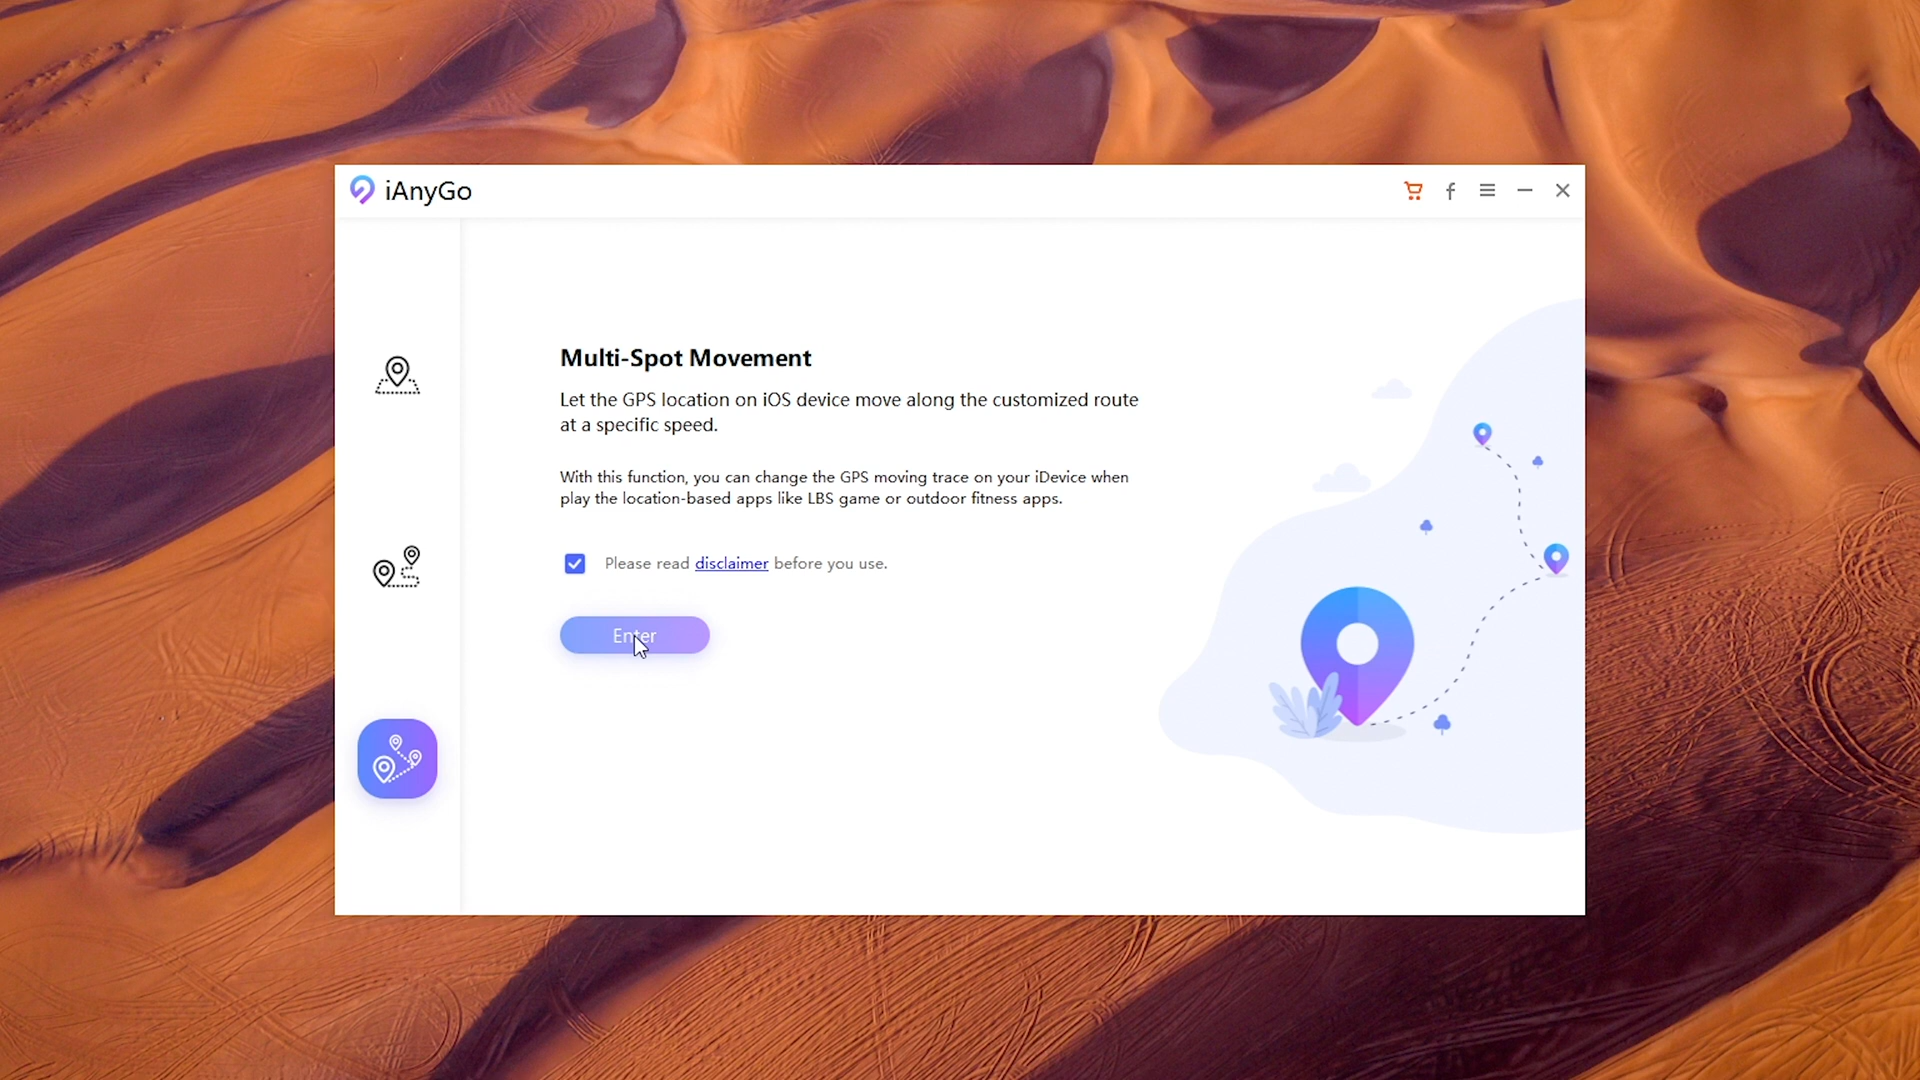 iAnyGo
Multi-Spot Movement
Let the GPS location on iOS device move along the customized route
at a specific speed.
With this function, you can change the GPS moving trace on your iDevice when
play the location-based apps like LBS game or outdoor fitness apps.
Please read disclaimer before you use.
Enter